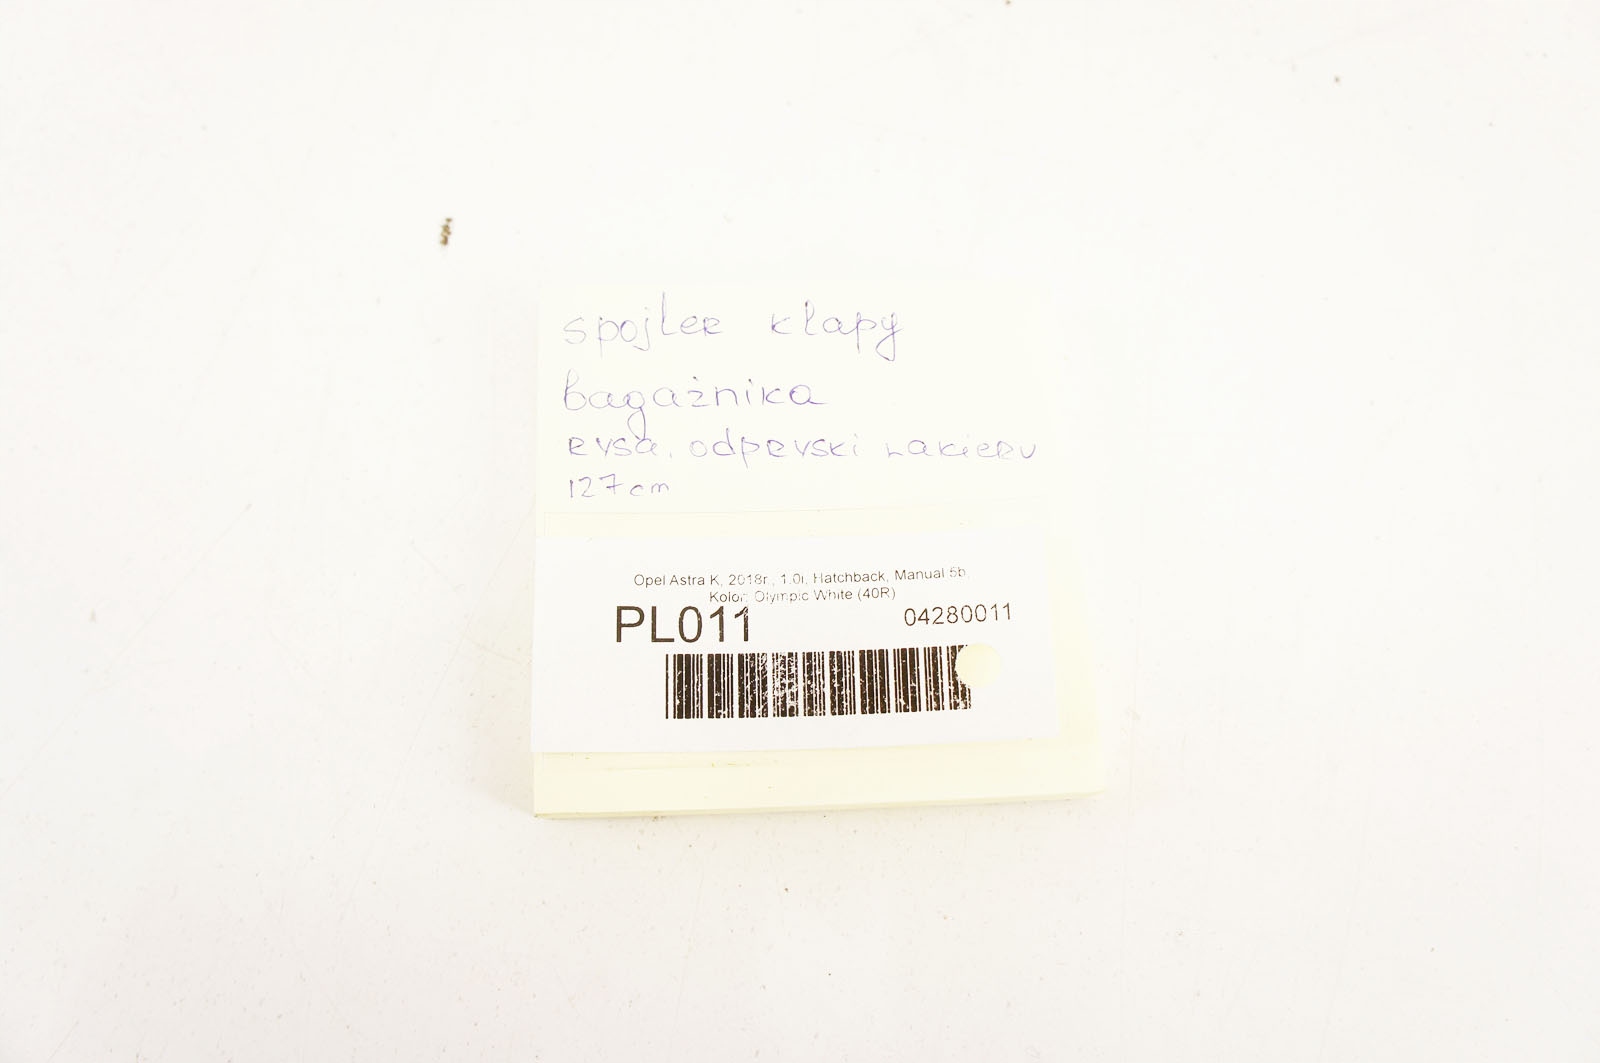 spojler klapy
bagażnika
rysa, odpryski lakieru
127cm
Opel Astra K, 2018r., 1.0i, Hatchback, Manual 5b,
Kolor: Olympic White (40R)
PL011 04280011